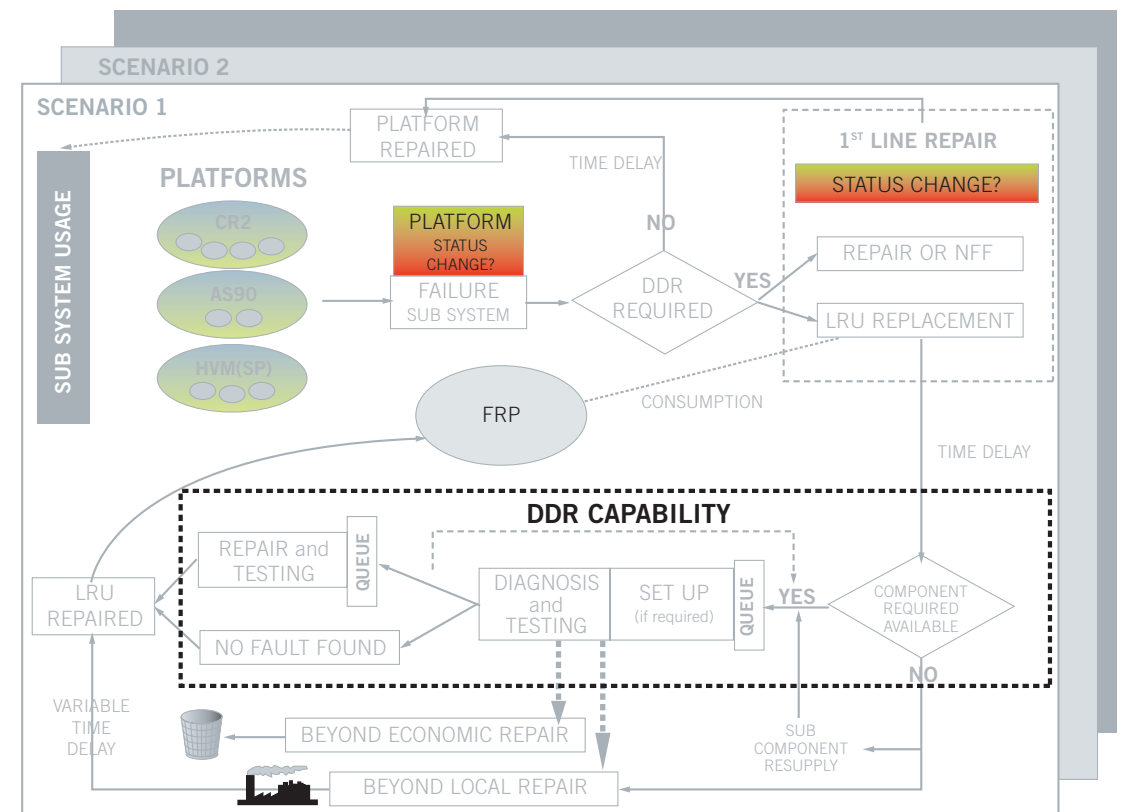 SCENARIO 2
SCENARIO 1
SUB SYSTEM USAGE
PLATFORM
REPAIRED
PLATFORMS
CR2
AS90
HVM(SP)
PLATFORM
STATUS
CHANGE?
FAILURE
SUB SYSTEM
TIME DELAY
NO
DDR
REQUIRED
YES
1ST LINE REPAIR
STATUS CHANGE?
REPAIR OR NFF
LRU REPLACEMENT
CONSUMPTION
FRP
TIME DELAY
DDR CAPABILITY
REPAIR and
TESTING
QUEUE
NO FAULT FOUND
LRU
REPAIRED
DIAGNOSIS
and
TESTING
SET UP
(if required)
QUEUE
YES
COMPONENT
REQUIRED
AVAILABLE
NO
VARIABLE
TIME
DELAY
BEYOND ECONOMIC REPAIR
BEYOND LOCAL REPAIR
SUB
COMPONENT
RESUPPLY